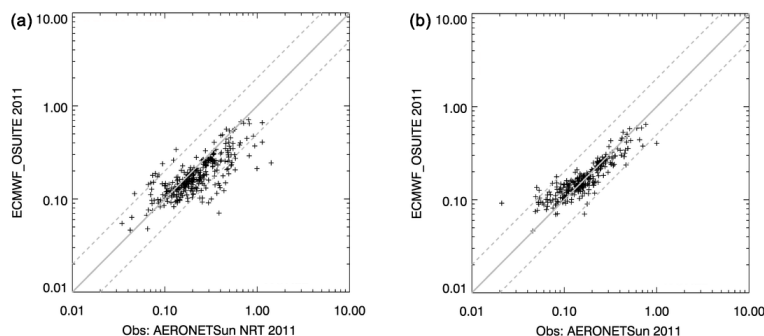 (a)
10.00
1.00
0.10
0.01
ECMWF_OSUITE 2011
0.01 0.10 1.00 10.00
Obs: AERONETSun NRT 2011
(b)
10.00
1.00
0.10
0.01
ECMWF_OSUITE 2011
0.01 0.10 1.00 10.00
Obs: AERONETSun 2011